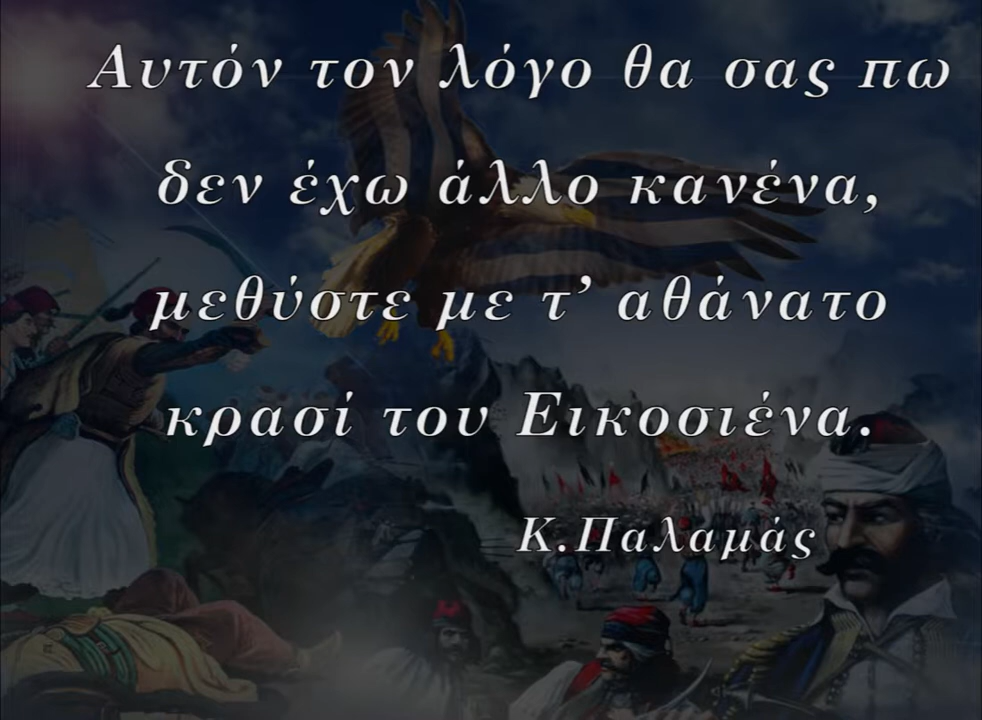 Αυτόν τον λόγο θα σας πω
δεν έχω άλλο κανένα,
μεθύστε με τ’ αθάνατο
κρασί του Εικοσιένα.
Κ.Παλαμάς